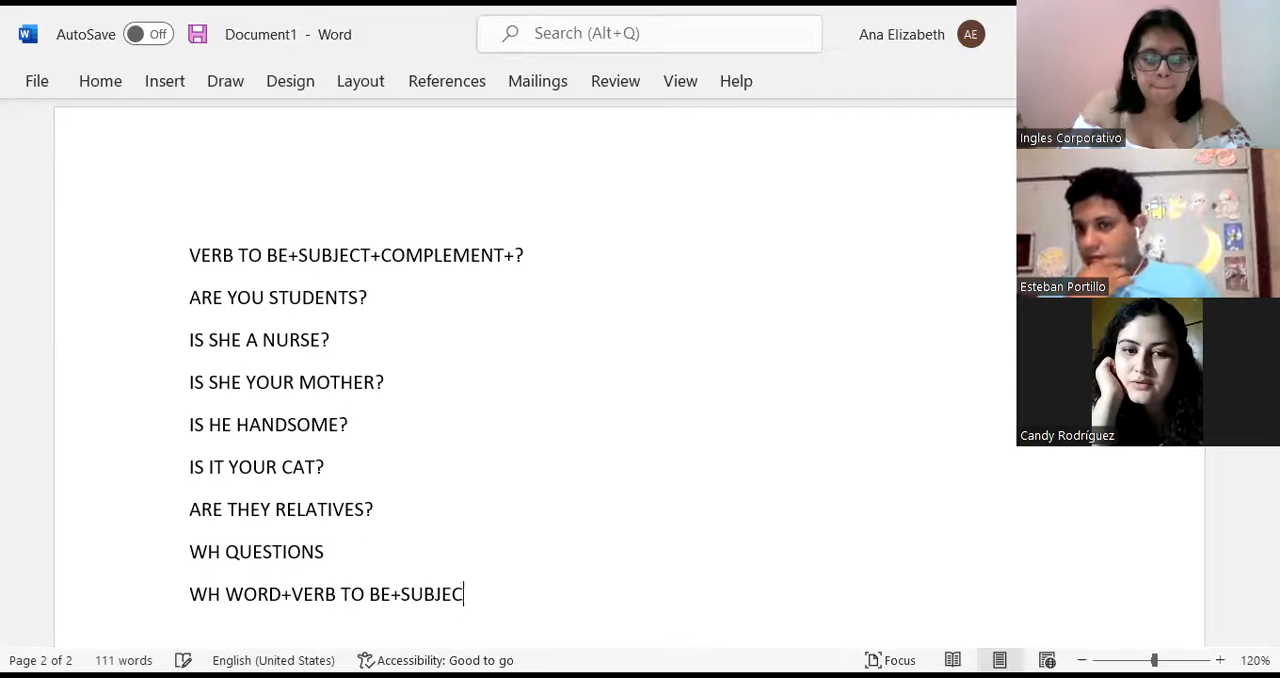 AutoSave Off Document1 - Word Search (Alt+Q) Ana Elizabeth AE
File Home Insert Draw Design Layout References Mailings Review View Help
VERB TO BE+SUBJECT+COMPLEMENT+?
ARE YOU STUDENTS?
IS SHE A NURSE?
IS SHE YOUR MOTHER?
IS HE HANDSOME?
IS IT YOUR CAT?
ARE THEY RELATIVES?
WH QUESTIONS
WH WORD+VERB TO BE+SUBJEC
Page 2 of 2 111 words English (United States) Accessibility: Good to go Focus 120%
Ingles Corporativo
Esteban Portillo
Candy Rodríguez